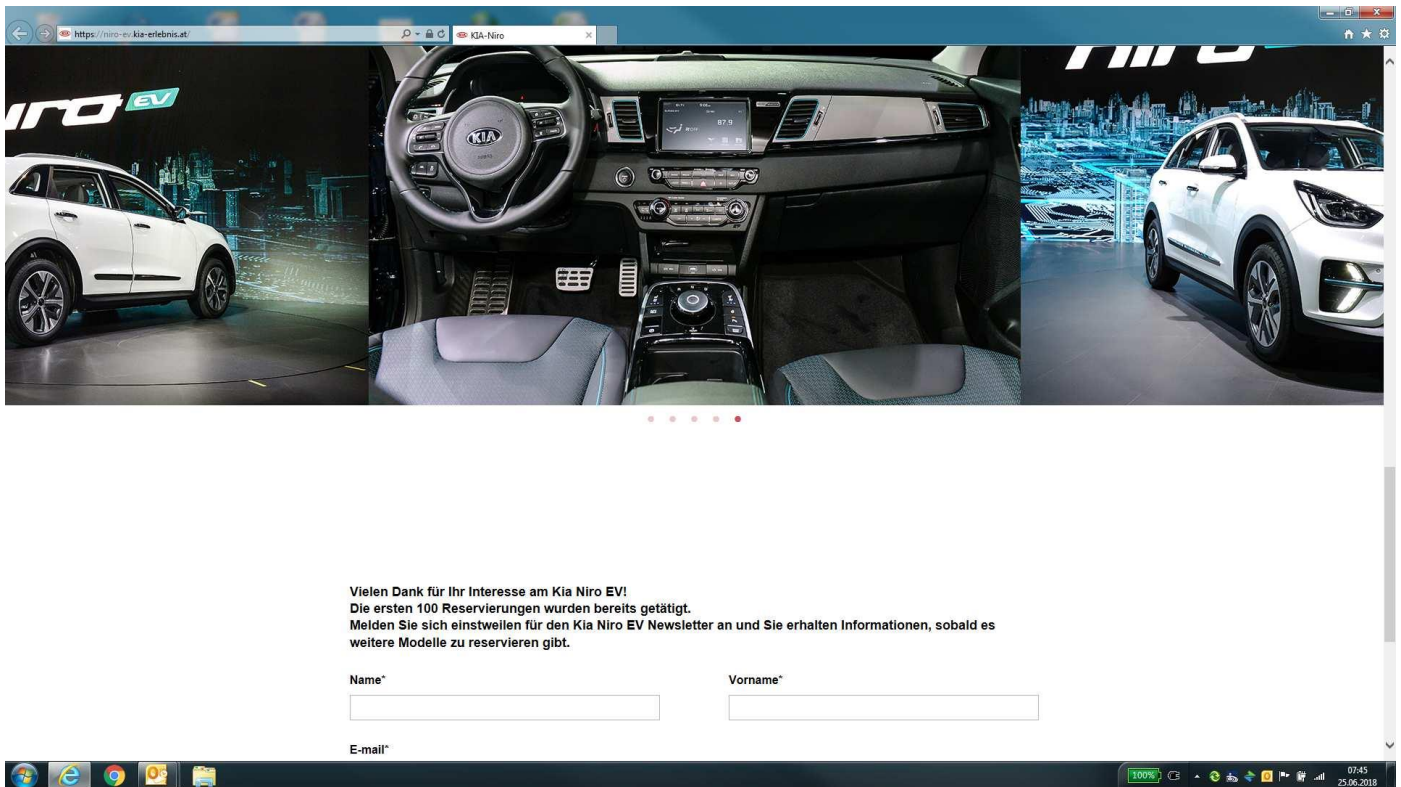 https://niro-ev.kia-erlebnis.at/
KIA-Niro
niro EV
KIA
87.9
niro
Vielen Dank für Ihr Interesse am Kia Niro EV!
Die ersten 100 Reservierungen wurden bereits getätigt.
Melden Sie sich einstweilen für den Kia Niro EV Newsletter an und Sie erhalten Informationen, sobald es
weitere Modelle zu reservieren gibt.
Name* Vorname*
E-mail*
100%
07:45
25.06.2018